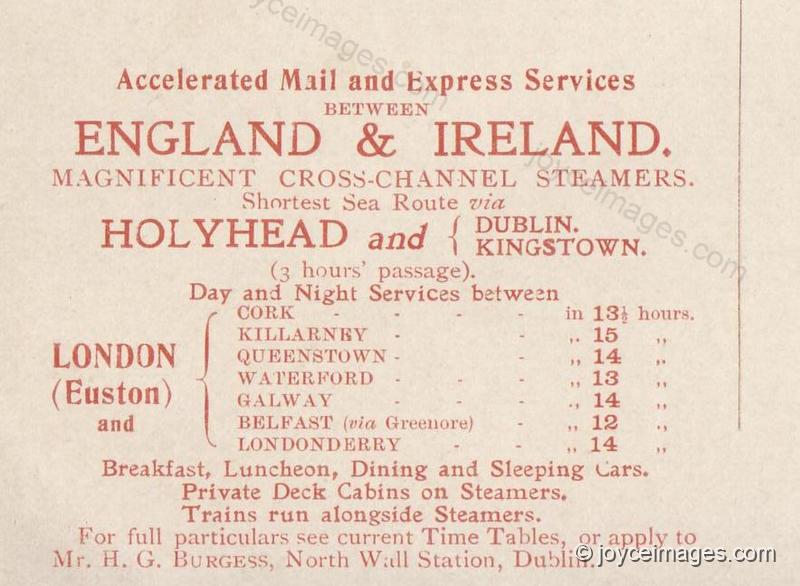 Accelerated Mail and Express Services
BETWEEN
ENGLAND & IRELAND.
MAGNIFICENT CROSS-CHANNEL STEAMERS.
Shortest Sea Route via
HOLYHEAD and { DUBLIN.
KINGSTOWN.
(3 hours' passage).
Day and Night Services between
LONDON
(Euston)
and
CORK - - - - in 13½ hours.
KILLARNEY - - ,, 15 ,,
QUEENSTOWN - - ,, 14 ,,
WATERFORD - - - ,, 13 ,,
GALWAY - - - ,, 14 ,,
BELFAST (via Greenore) - ,, 12 ,,
LONDONDERRY - - ,, 14 ,,
Breakfast, Luncheon, Dining and Sleeping Cars.
Private Deck Cabins on Steamers.
Trains run alongside Steamers.
For full particulars see current Time Tables, or apply to
Mr. H. G. BURGESS, North Wall Station, Dublin.
joyceimages.com
joyceimages.com
© joyceimages.com